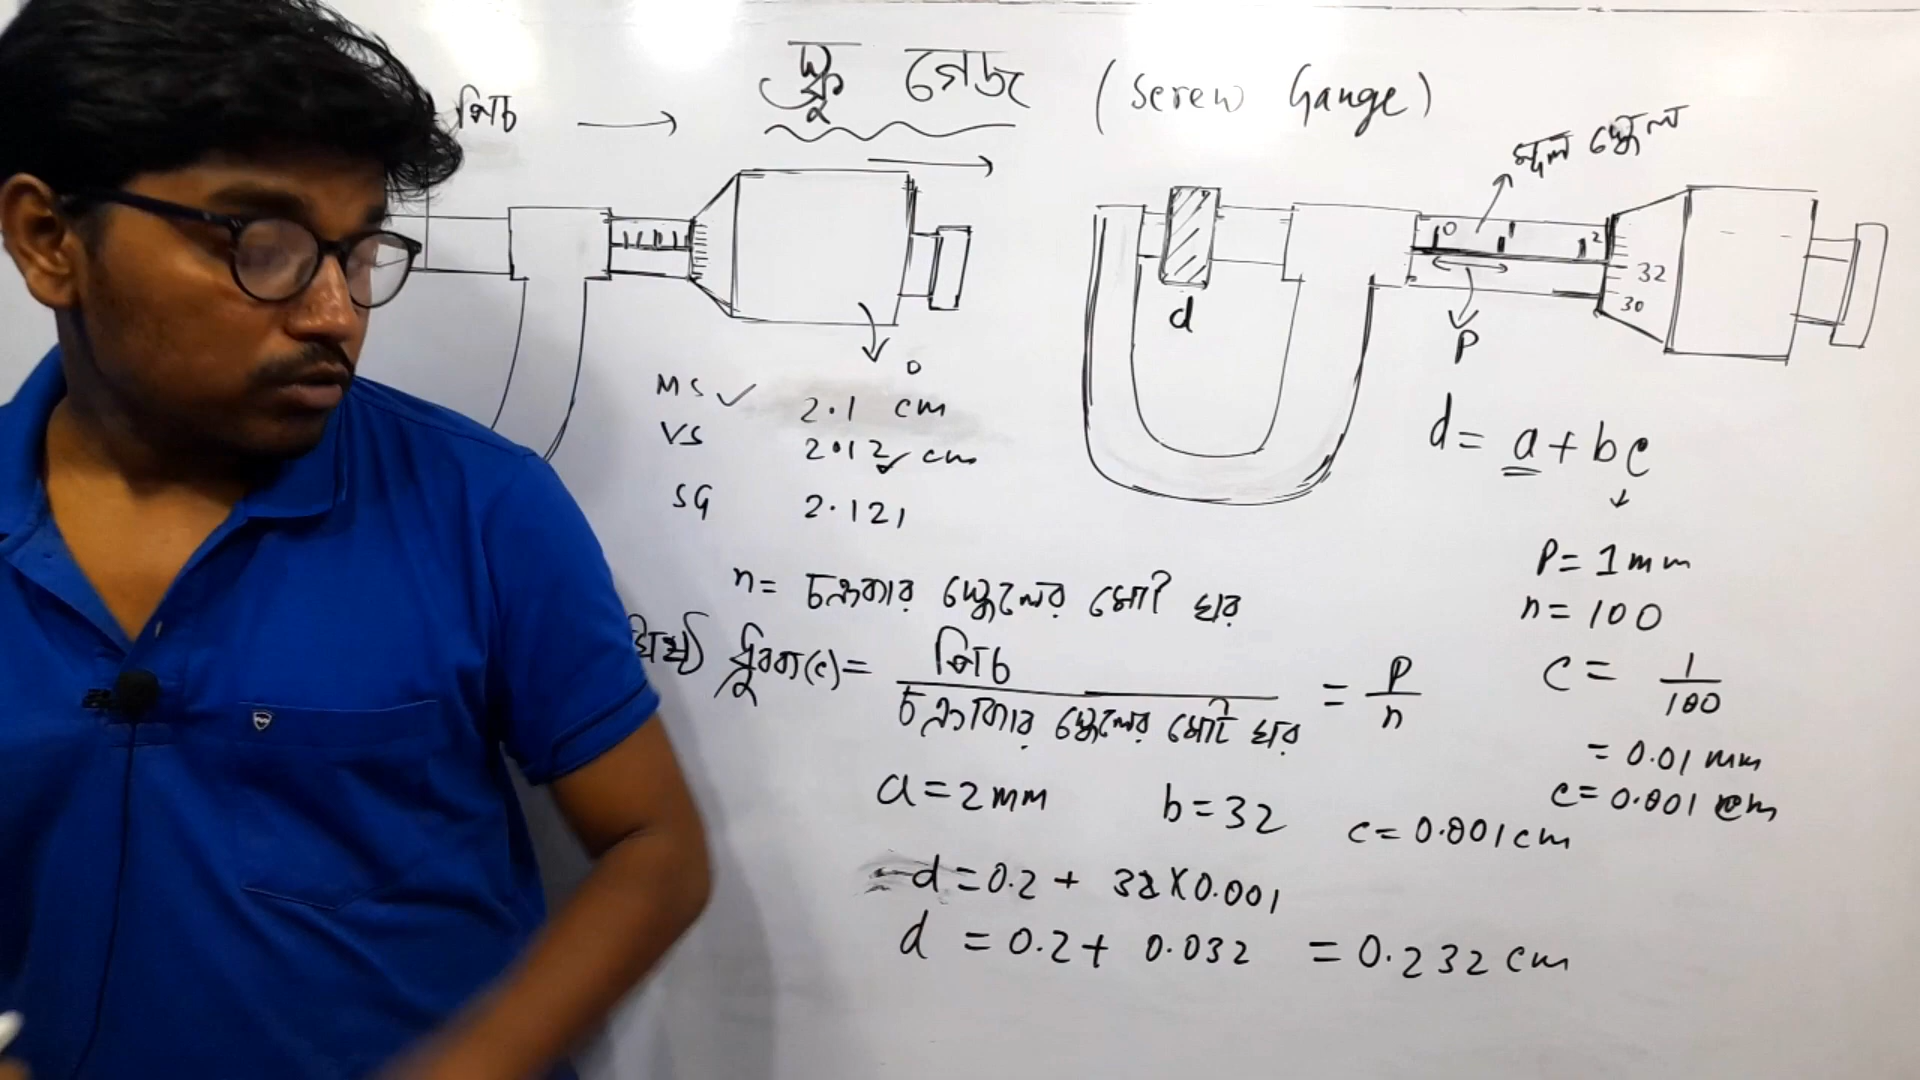 স্ক্রু গেজ (Screw Gauge)
পিচ
মূল স্কেল
0 1 2
32
30
d
P
MS 2.1 cm
VS 2.12 cm
SG 2.121
d = a + bc
P = 1 mm
n = 100
n = চক্রাকার স্কেলের মোট ঘর
ধ্রুবক (c) = পিচ / চক্রাকার স্কেলের মোট ঘর = P / n
C = 1 / 100
= 0.01 mm
c = 0.001 cm
a = 2 mm b = 32 c = 0.001 cm
d = 0.2 + 32 X 0.001
d = 0.2 + 0.032 = 0.232 cm